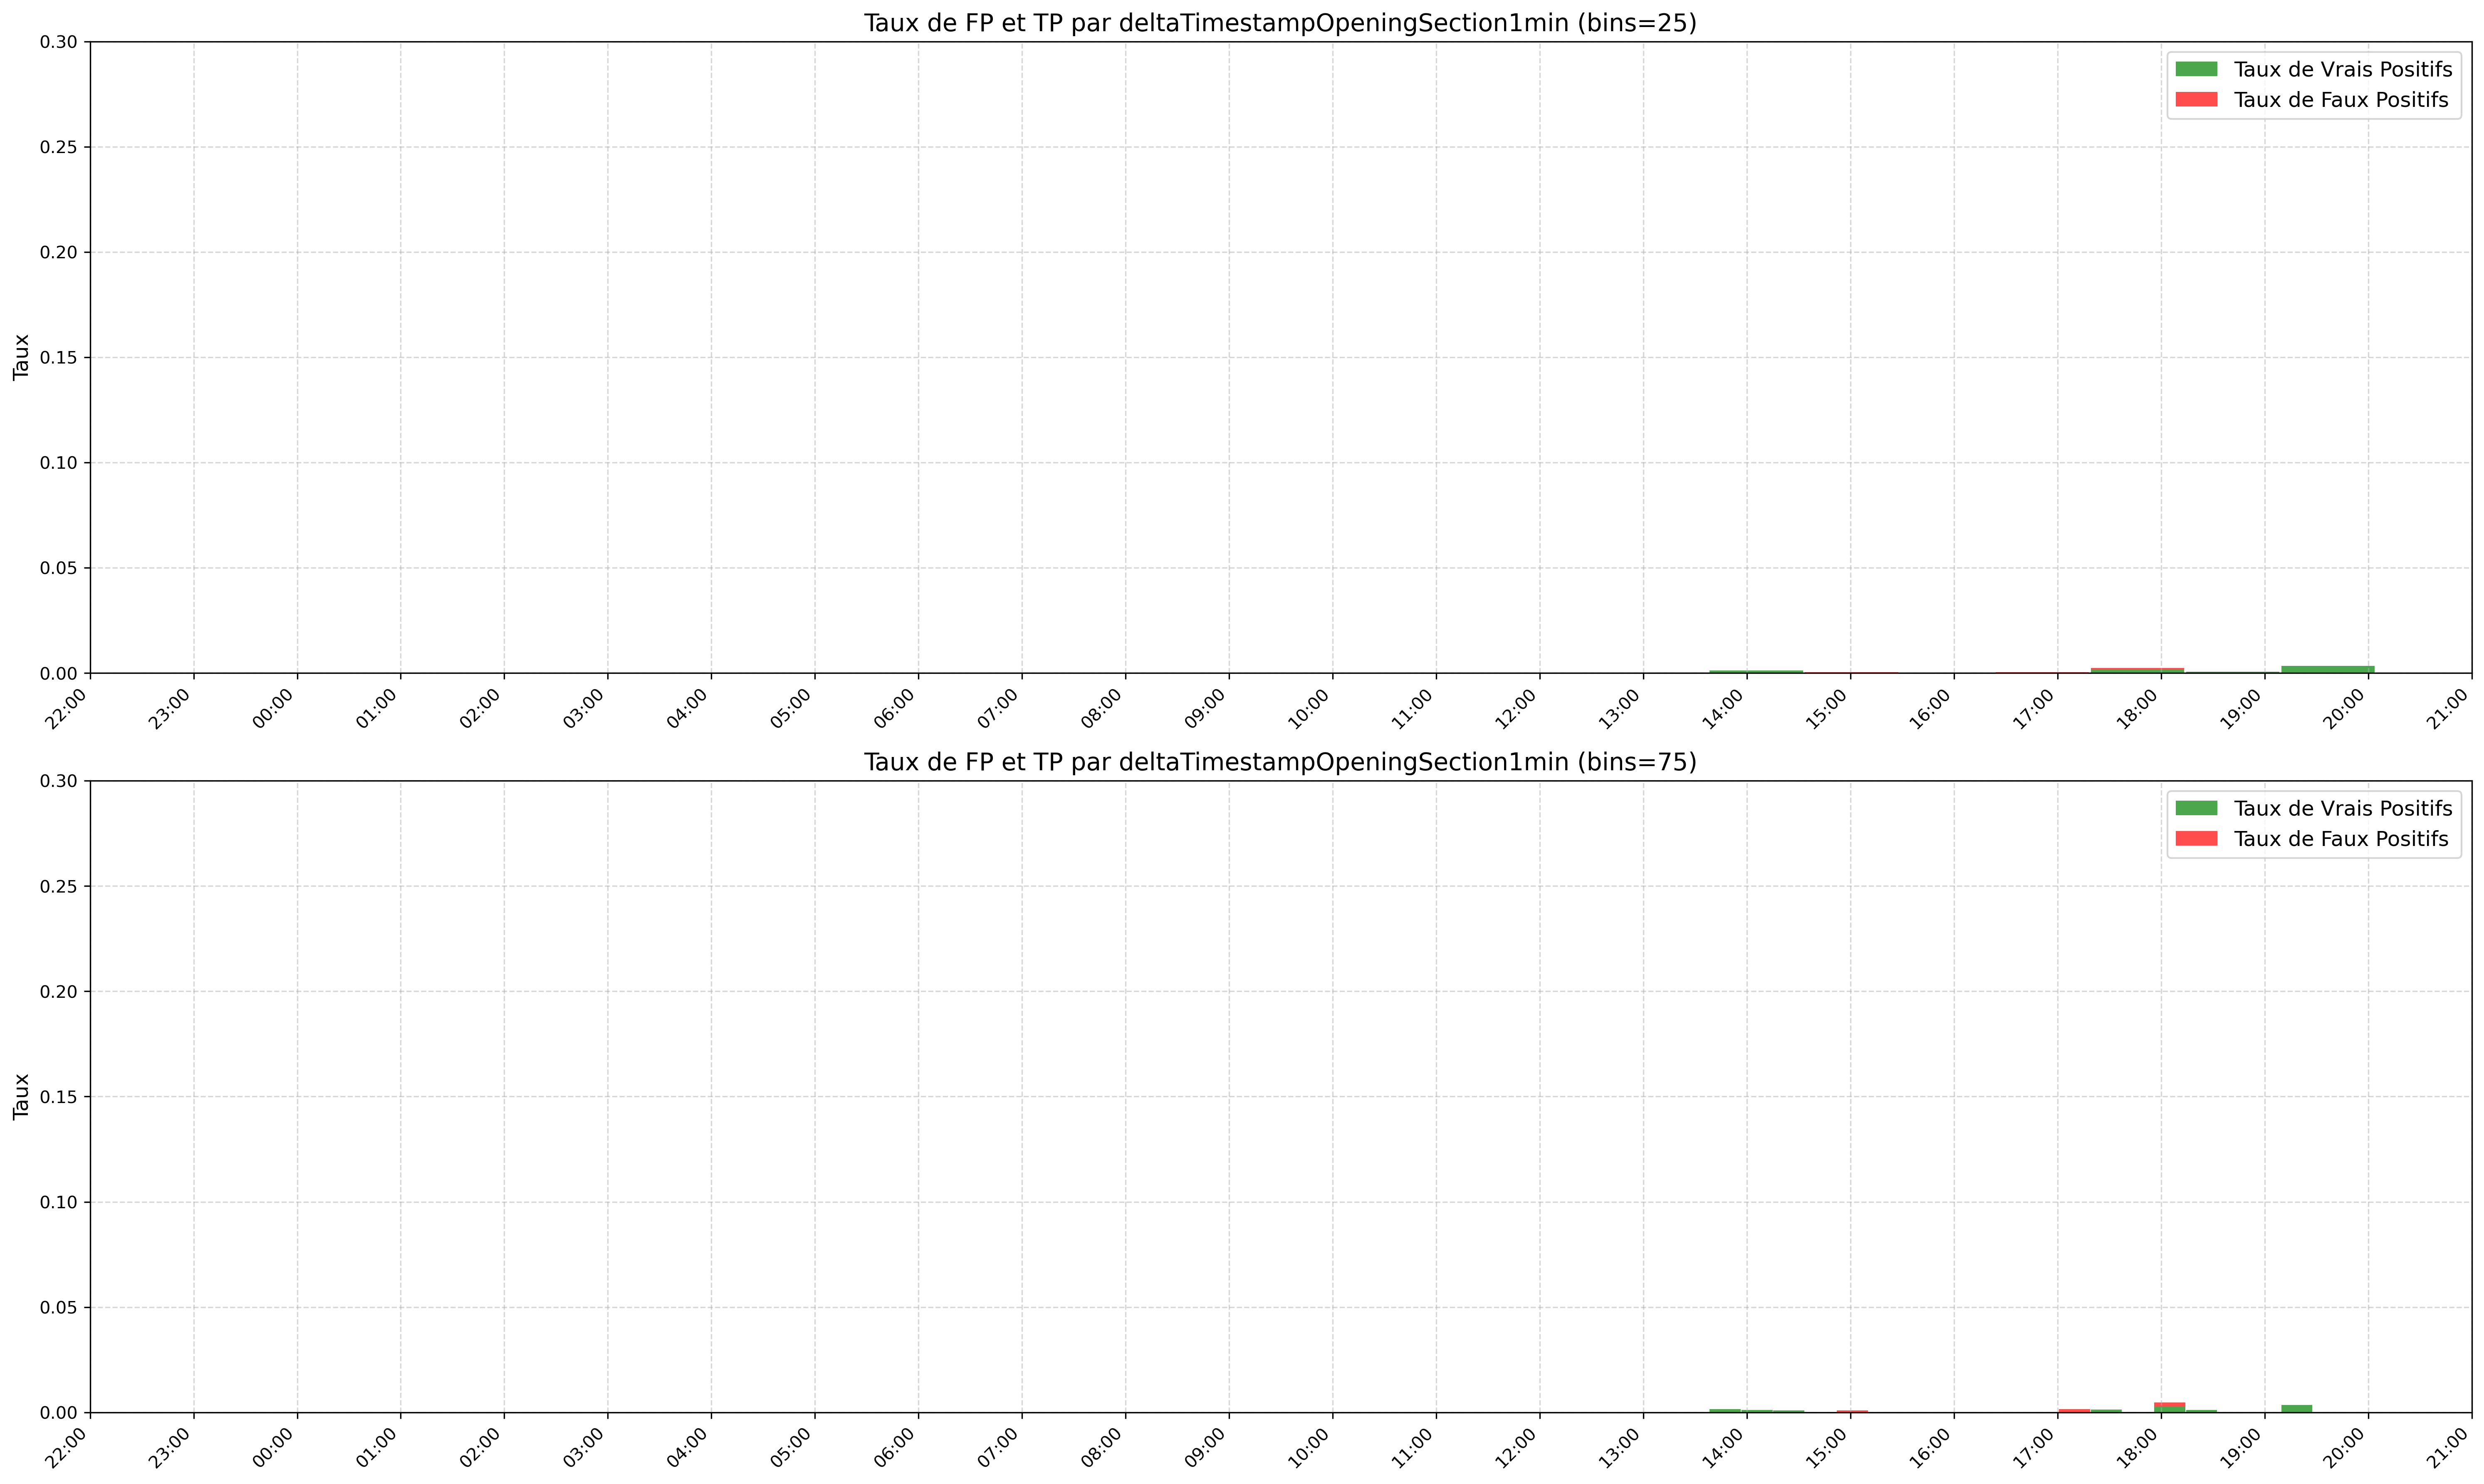 Taux de FP et TP par deltaTimestampOpeningSection1min (bins=25)
Taux
0.30
0.25
0.20
0.15
0.10
0.05
0.00
Taux de Vrais Positifs
Taux de Faux Positifs
22:00 23:00 00:00 01:00 02:00 03:00 04:00 05:00 06:00 07:00 08:00 09:00 10:00 11:00 12:00 13:00 14:00 15:00 16:00 17:00 18:00 19:00 20:00 21:00
Taux de FP et TP par deltaTimestampOpeningSection1min (bins=75)
Taux
0.30
0.25
0.20
0.15
0.10
0.05
0.00
Taux de Vrais Positifs
Taux de Faux Positifs
22:00 23:00 00:00 01:00 02:00 03:00 04:00 05:00 06:00 07:00 08:00 09:00 10:00 11:00 12:00 13:00 14:00 15:00 16:00 17:00 18:00 19:00 20:00 21:00